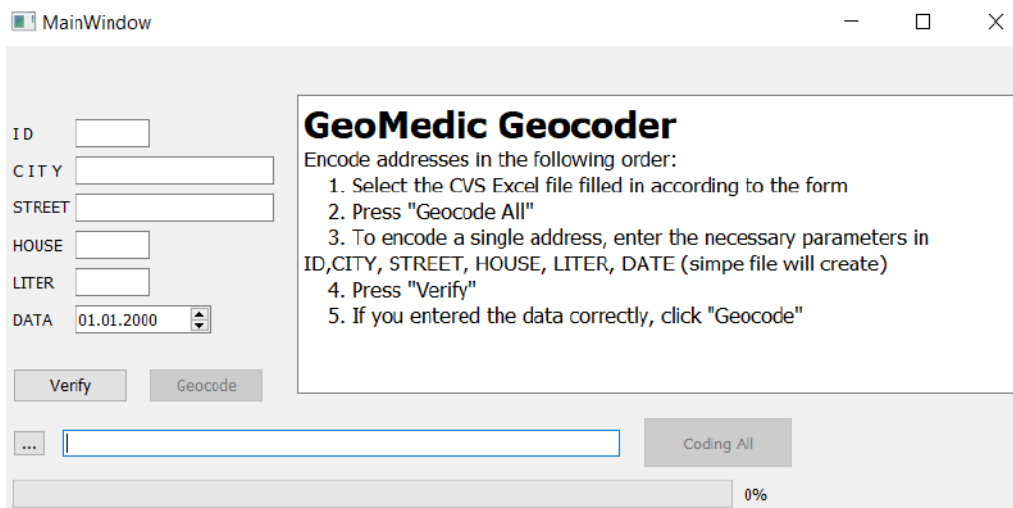 MainWindow
GeoMedic Geocoder
Encode addresses in the following order:
1. Select the CVS Excel file filled in according to the form
2. Press "Geocode All"
3. To encode a single address, enter the necessary parameters in
ID,CITY, STREET, HOUSE, LITER, DATE (simpe file will create)
4. Press "Verify"
5. If you entered the data correctly, click "Geocode"
I D
C I T Y
STREET
HOUSE
LITER
DATA 01.01.2000
Verify Geocode
... Coding All
0%